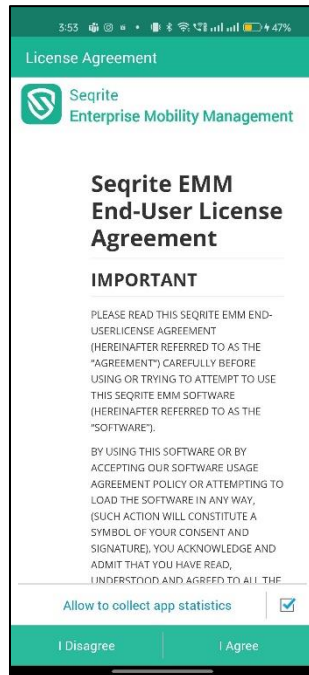 3:53 47%
License Agreement
Seqrite
Enterprise Mobility Management
Seqrite EMM
End-User License
Agreement
IMPORTANT
PLEASE READ THIS SEQRITE EMM END-
USERLICENSE AGREEMENT
(HEREINAFTER REFERRED TO AS THE
"AGREEMENT") CAREFULLY BEFORE
USING OR TRYING TO ATTEMPT TO USE
THIS SEQRITE EMM SOFTWARE
(HEREINAFTER REFERRED TO AS THE
"SOFTWARE").
BY USING THIS SOFTWARE OR BY
ACCEPTING OUR SOFTWARE USAGE
AGREEMENT POLICY OR ATTEMPTING TO
LOAD THE SOFTWARE IN ANY WAY,
(SUCH ACTION WILL CONSTITUTE A
SYMBOL OF YOUR CONSENT AND
SIGNATURE), YOU ACKNOWLEDGE AND
ADMIT THAT YOU HAVE READ,
UNDERSTOOD AND AGREED TO ALL THE
Allow to collect app statistics
I Disagree I Agree